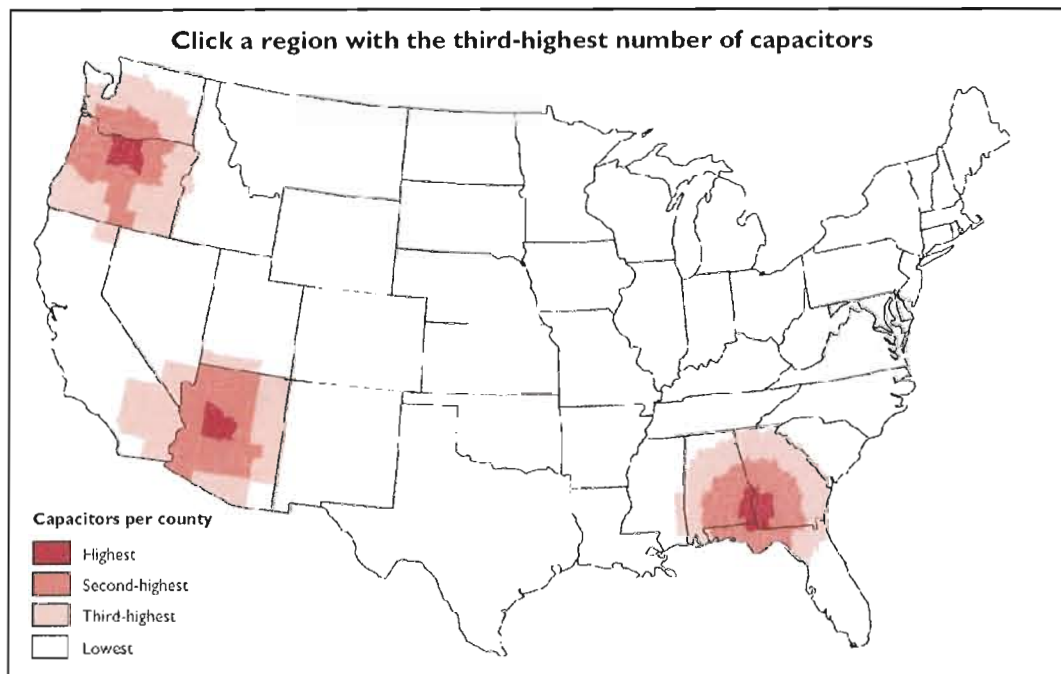 Click a region with the third-highest number of capacitors
Capacitors per county
Highest
Second-highest
Third-highest
Lowest